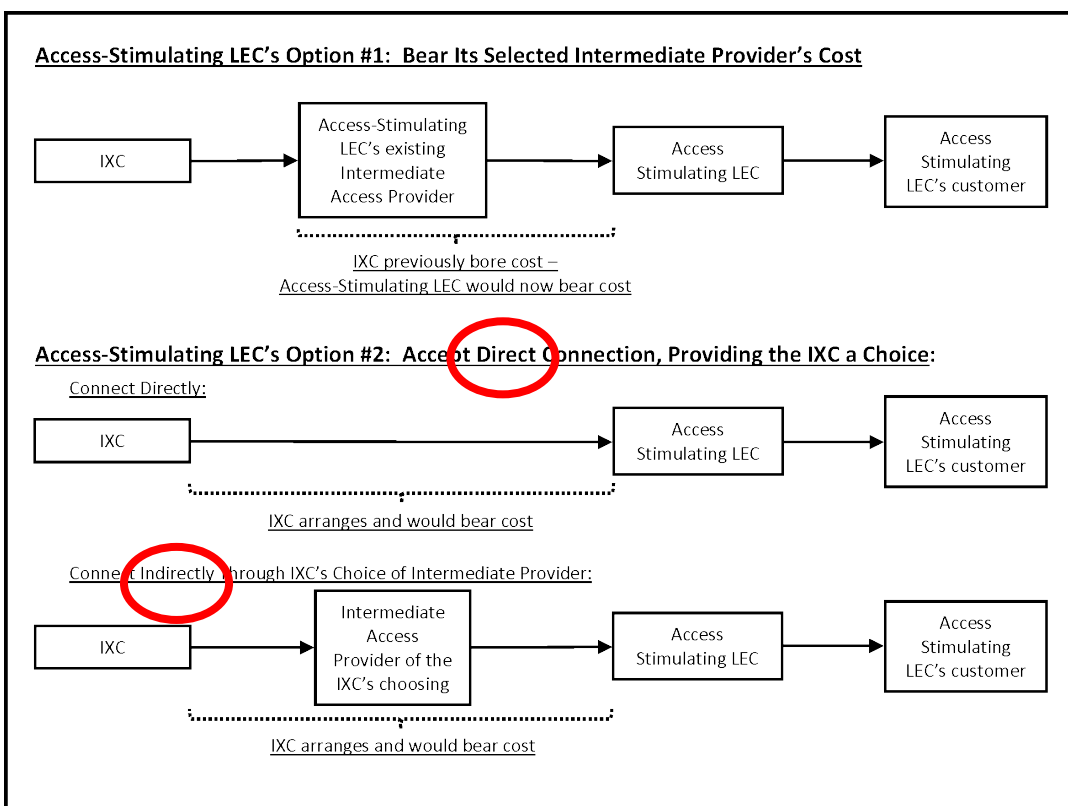 Access-Stimulating LEC's Option #1: Bear Its Selected Intermediate Provider's Cost
IXC
Access-Stimulating
LEC's existing
Intermediate
Access Provider
Access
Stimulating LEC
Access
Stimulating
LEC's customer
IXC previously bore cost –
Access-Stimulating LEC would now bear cost
Access-Stimulating LEC's Option #2: Accept Direct Connection, Providing the IXC a Choice:
Connect Directly:
IXC
Access
Stimulating LEC
Access
Stimulating
LEC's customer
IXC arranges and would bear cost
Connect Indirectly Through IXC's Choice of Intermediate Provider:
IXC
Intermediate
Access
Provider of the
IXC's choosing
Access
Stimulating LEC
Access
Stimulating
LEC's customer
IXC arranges and would bear cost